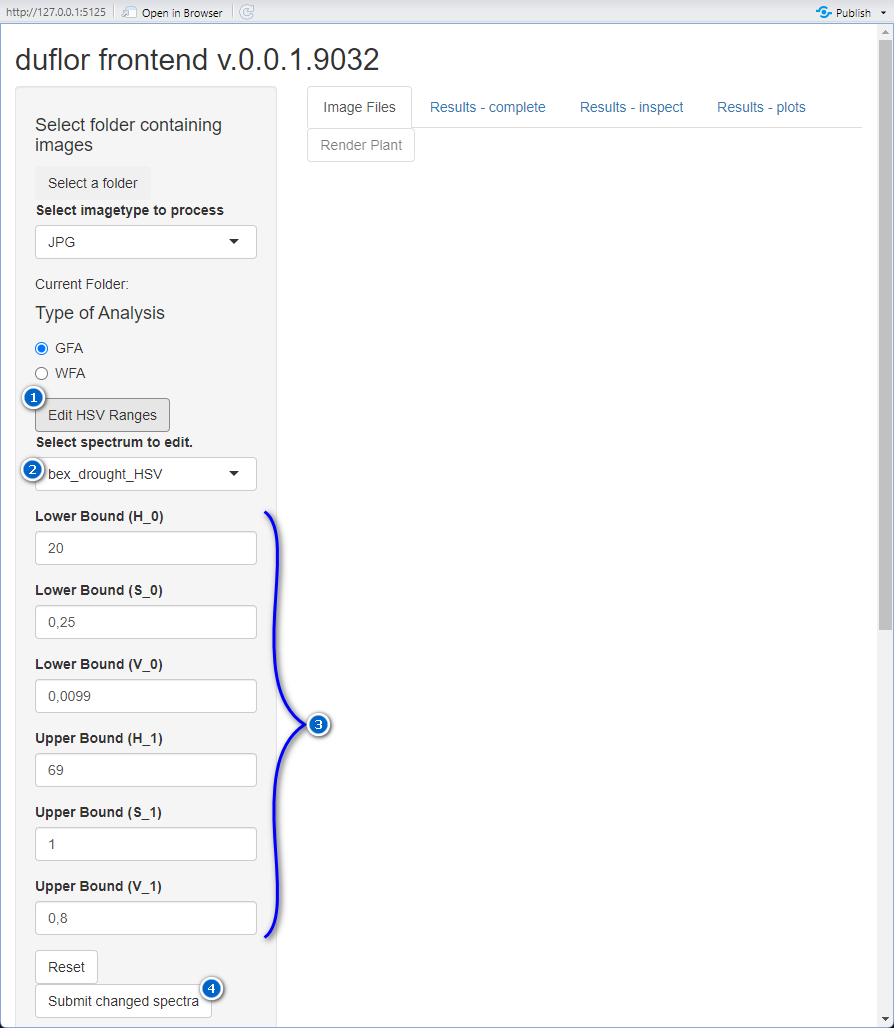 http://127.0.0.1:5125 Open in Browser Publish
duflor frontend v.0.0.1.9032
Select folder containing
images
Select a folder
Select imagetype to process
JPG
Current Folder:
Type of Analysis
GFA
WFA
1
Edit HSV Ranges
Select spectrum to edit.
2
bex_drought_HSV
Lower Bound (H_0)
20
Lower Bound (S_0)
0,25
Lower Bound (V_0)
0,0099
Upper Bound (H_1)
69
Upper Bound (S_1)
1
Upper Bound (V_1)
0,8
3
Reset
Submit changed spectra
4
Image Files Results - complete Results - inspect Results - plots
Render Plant